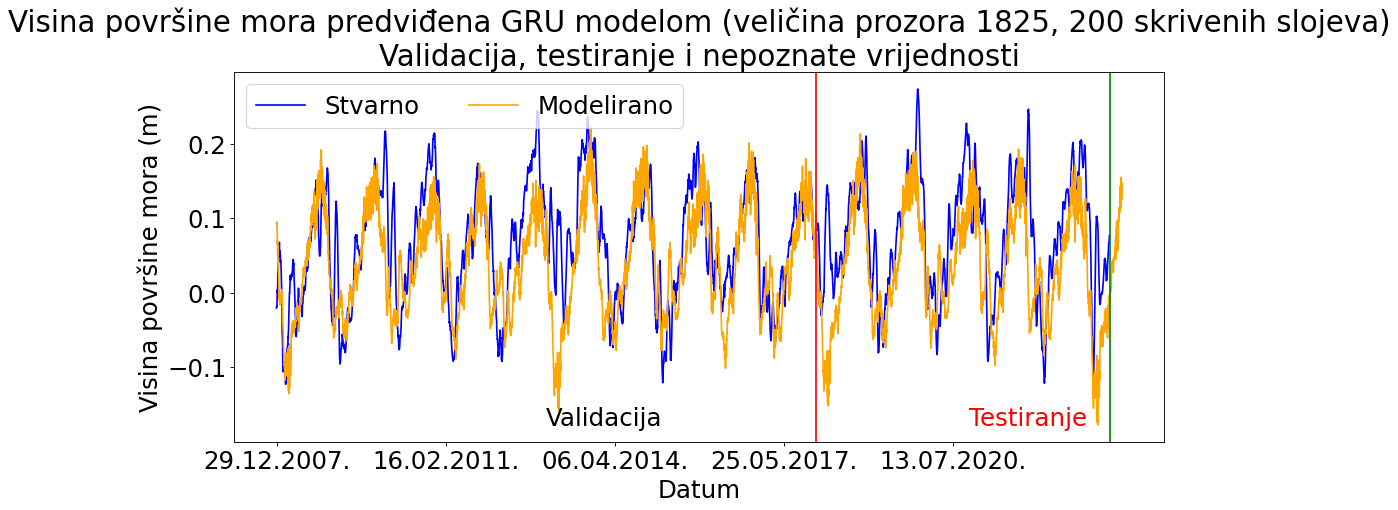 Visina površine mora predviđena GRU modelom (veličina prozora 1825, 200 skrivenih slojeva)
Validacija, testiranje i nepoznate vrijednosti
Stvarno Modelirano
Visina površine mora (m)
0.2
0.1
0.0
−0.1
Validacija
Testiranje
29.12.2007. 16.02.2011. 06.04.2014. 25.05.2017. 13.07.2020.
Datum